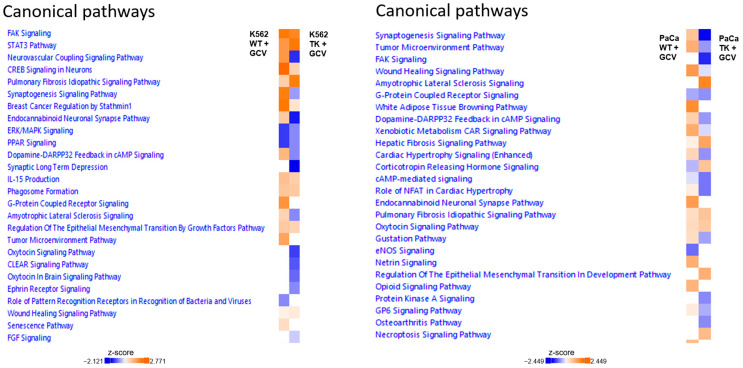 Canonical pathways
K562
WT +
GCV
K562
TK +
GCV
FAK Signaling
STAT3 Pathway
Neurovascular Coupling Signaling Pathway
CREB Signaling in Neurons
Pulmonary Fibrosis Idiopathic Signaling Pathway
Synaptogenesis Signaling Pathway
Breast Cancer Regulation by Stathmin1
Endocannabinoid Neuronal Synapse Pathway
ERK/MAPK Signaling
PPAR Signaling
Dopamine-DARPP32 Feedback in cAMP Signaling
Synaptic Long Term Depression
IL-15 Production
Phagosome Formation
G-Protein Coupled Receptor Signaling
Amyotrophic Lateral Sclerosis Signaling
Regulation Of The Epithelial Mesenchymal Transition By Growth Factors Pathway
Tumor Microenvironment Pathway
Oxytocin Signaling Pathway
CLEAR Signaling Pathway
Oxytocin In Brain Signaling Pathway
Ephrin Receptor Signaling
Role of Pattern Recognition Receptors in Recognition of Bacteria and Viruses
Wound Healing Signaling Pathway
Senescence Pathway
FGF Signaling
z-score
-2.121 2.771
Canonical pathways
PaCa
WT +
GCV
PaCa
TK +
GCV
Synaptogenesis Signaling Pathway
Tumor Microenvironment Pathway
FAK Signaling
Wound Healing Signaling Pathway
Amyotrophic Lateral Sclerosis Signaling
G-Protein Coupled Receptor Signaling
White Adipose Tissue Browning Pathway
Dopamine-DARPP32 Feedback in cAMP Signaling
Xenobiotic Metabolism CAR Signaling Pathway
Hepatic Fibrosis Signaling Pathway
Cardiac Hypertrophy Signaling (Enhanced)
Corticotropin Releasing Hormone Signaling
cAMP-mediated signaling
Role of NFAT in Cardiac Hypertrophy
Endocannabinoid Neuronal Synapse Pathway
Pulmonary Fibrosis Idiopathic Signaling Pathway
Oxytocin Signaling Pathway
Gustation Pathway
eNOS Signaling
Netrin Signaling
Regulation Of The Epithelial Mesenchymal Transition In Development Pathway
Opioid Signaling Pathway
Protein Kinase A Signaling
GP6 Signaling Pathway
Osteoarthritis Pathway
Necroptosis Signaling Pathway
z-score
-2.449 2.449